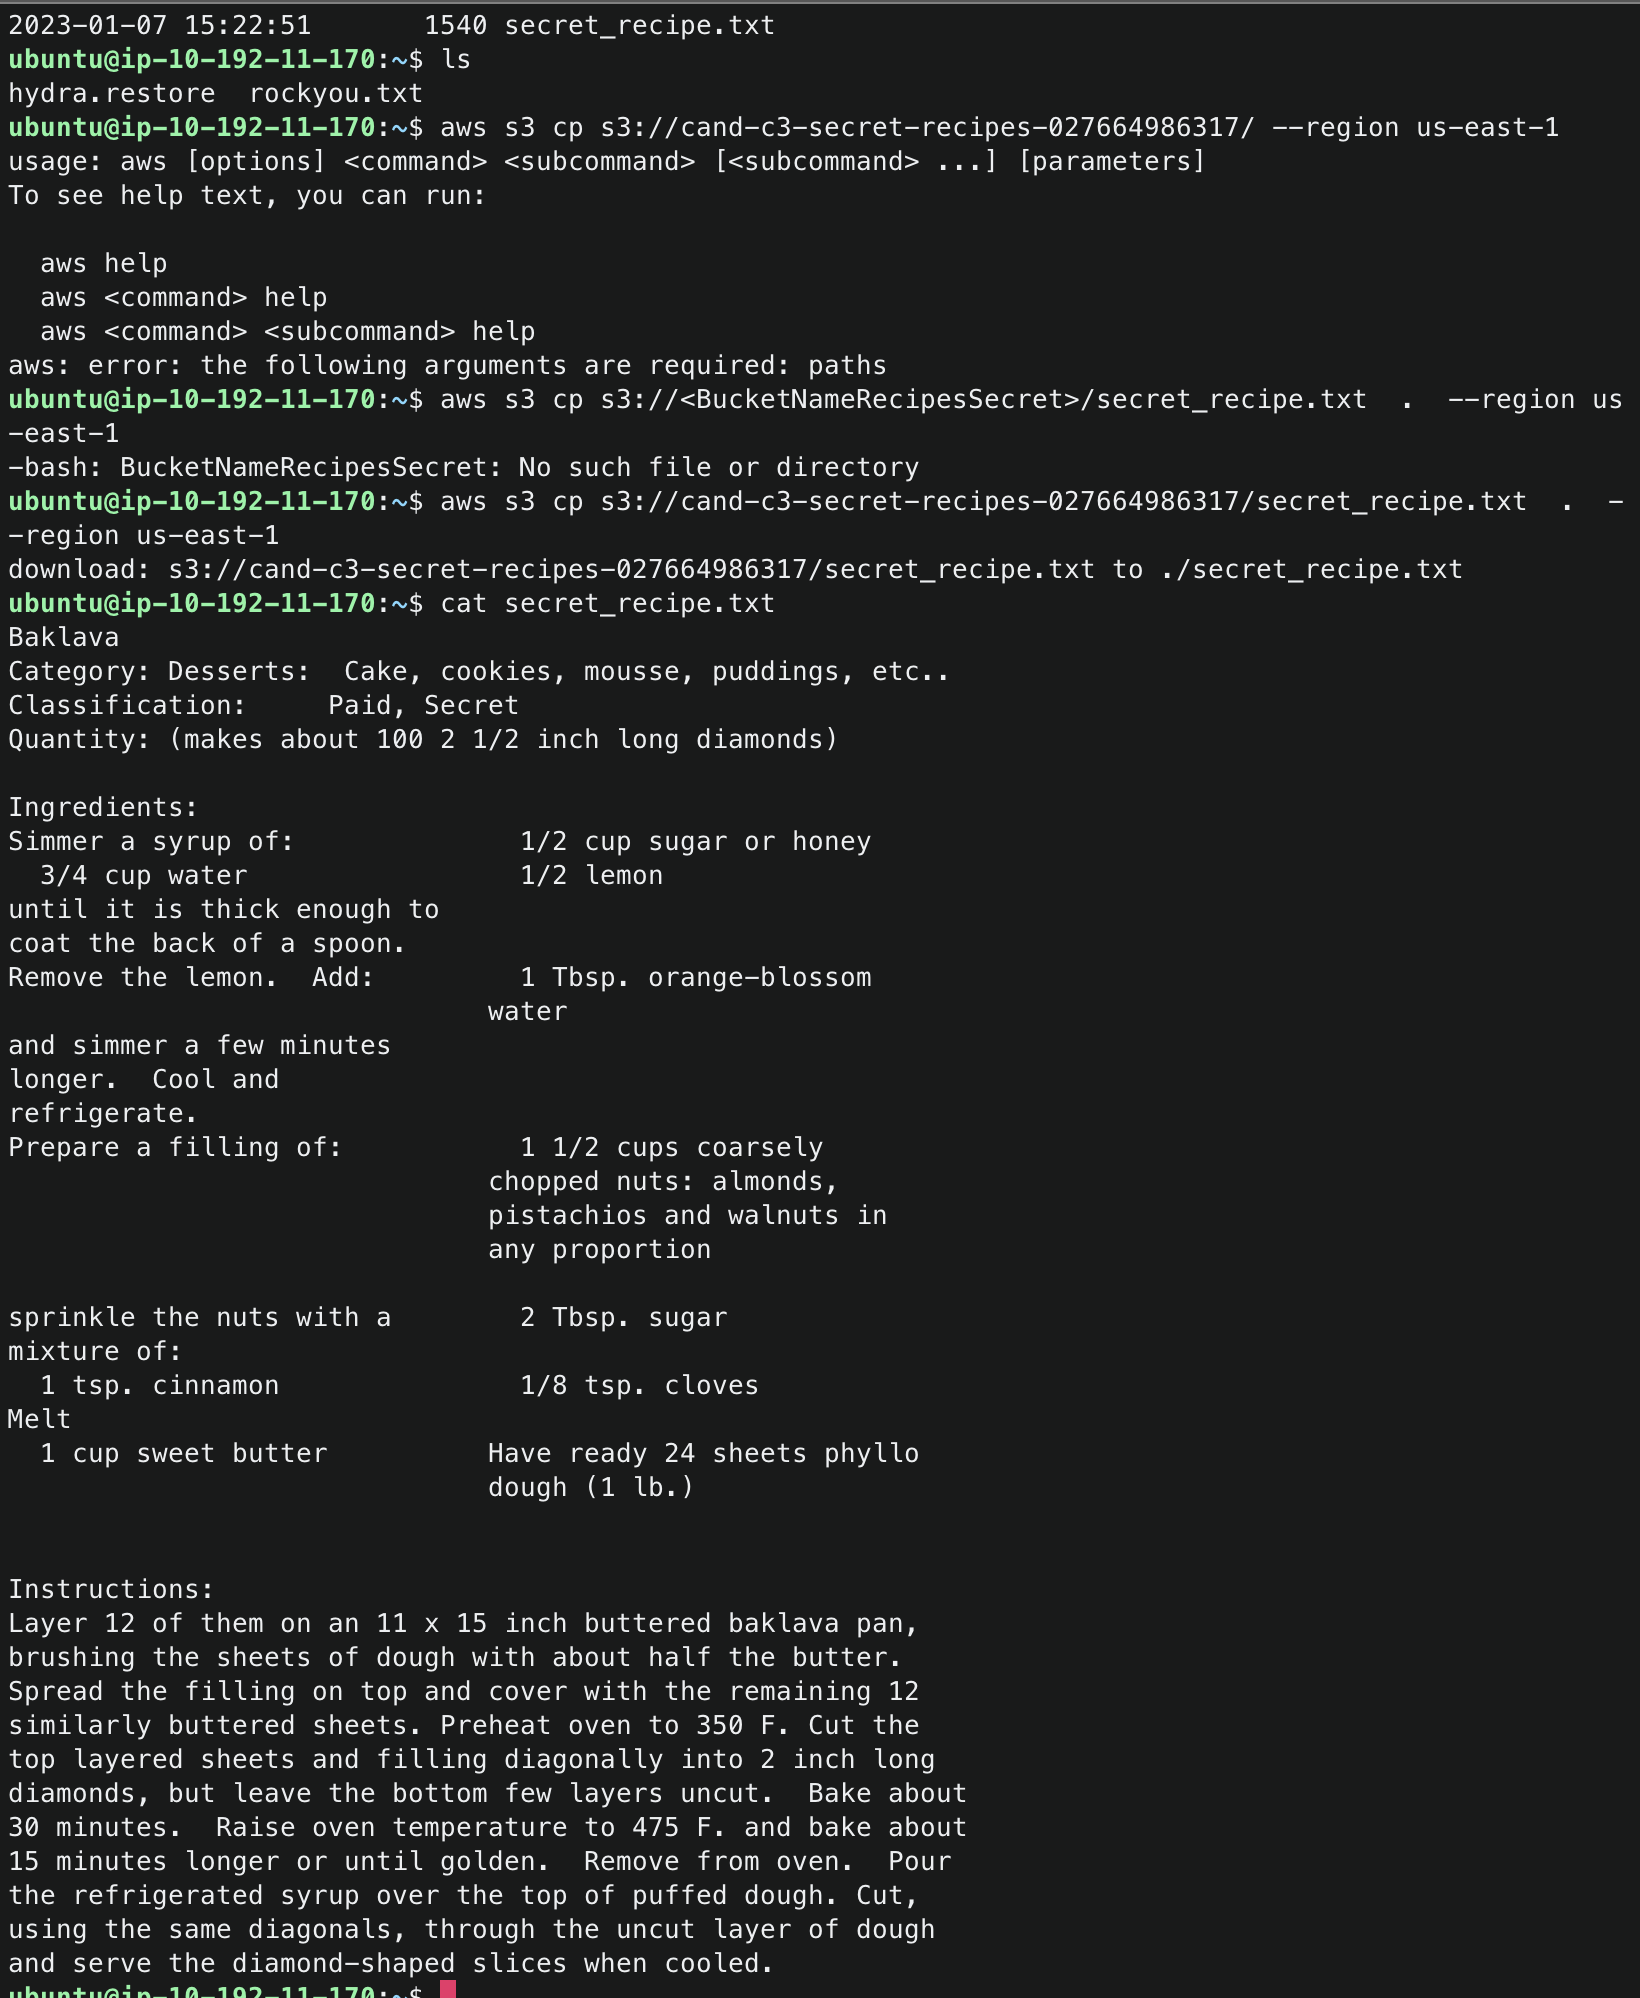 2023-01-07 15:22:51       1540 secret_recipe.txt
ubuntu@ip-10-192-11-170:~$ ls
hydra.restore  rockyou.txt
ubuntu@ip-10-192-11-170:~$ aws s3 cp s3://cand-c3-secret-recipes-027664986317/ --region us-east-1
usage: aws [options] <command> <subcommand> [<subcommand> ...] [parameters]
To see help text, you can run:

  aws help
  aws <command> help
  aws <command> <subcommand> help
aws: error: the following arguments are required: paths
ubuntu@ip-10-192-11-170:~$ aws s3 cp s3://<BucketNameRecipesSecret>/secret_recipe.txt  .  --region us
-east-1
-bash: BucketNameRecipesSecret: No such file or directory
ubuntu@ip-10-192-11-170:~$ aws s3 cp s3://cand-c3-secret-recipes-027664986317/secret_recipe.txt  .  -
-region us-east-1
download: s3://cand-c3-secret-recipes-027664986317/secret_recipe.txt to ./secret_recipe.txt
ubuntu@ip-10-192-11-170:~$ cat secret_recipe.txt
Baklava
Category: Desserts:  Cake, cookies, mousse, puddings, etc..
Classification:     Paid, Secret
Quantity: (makes about 100 2 1/2 inch long diamonds)

Ingredients:
Simmer a syrup of:              1/2 cup sugar or honey
  3/4 cup water                 1/2 lemon
until it is thick enough to
coat the back of a spoon.
Remove the lemon.  Add:         1 Tbsp. orange-blossom
                              water
and simmer a few minutes
longer.  Cool and
refrigerate.
Prepare a filling of:           1 1/2 cups coarsely
                              chopped nuts: almonds,
                              pistachios and walnuts in
                              any proportion

sprinkle the nuts with a        2 Tbsp. sugar
mixture of:
  1 tsp. cinnamon               1/8 tsp. cloves
Melt
  1 cup sweet butter          Have ready 24 sheets phyllo
                              dough (1 lb.)

Instructions:
Layer 12 of them on an 11 x 15 inch buttered baklava pan,
brushing the sheets of dough with about half the butter.
Spread the filling on top and cover with the remaining 12
similarly buttered sheets. Preheat oven to 350 F. Cut the
top layered sheets and filling diagonally into 2 inch long
diamonds, but leave the bottom few layers uncut.  Bake about
30 minutes.  Raise oven temperature to 475 F. and bake about
15 minutes longer or until golden.  Remove from oven.  Pour
the refrigerated syrup over the top of puffed dough. Cut,
using the same diagonals, through the uncut layer of dough
and serve the diamond-shaped slices when cooled.
ubuntu@ip-10-192-11-170:~$